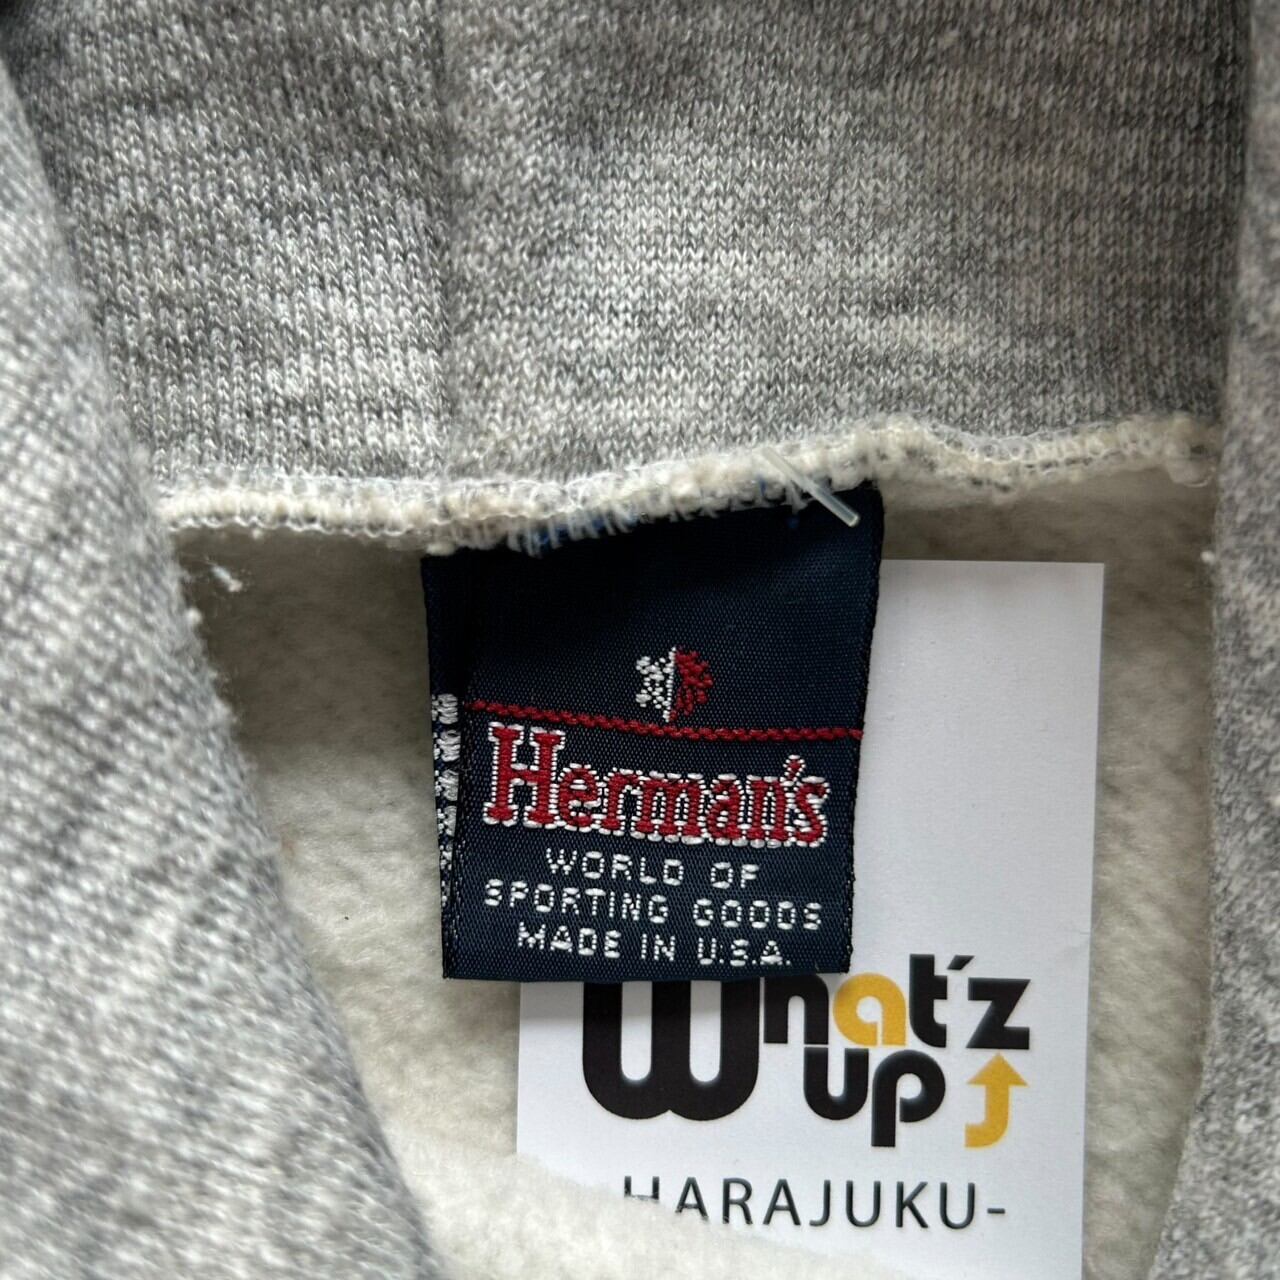 Herman's
WORLD OF
SPORTING GOODS
MADE IN U.S.A.
What'z
up
-HARAJUKU-